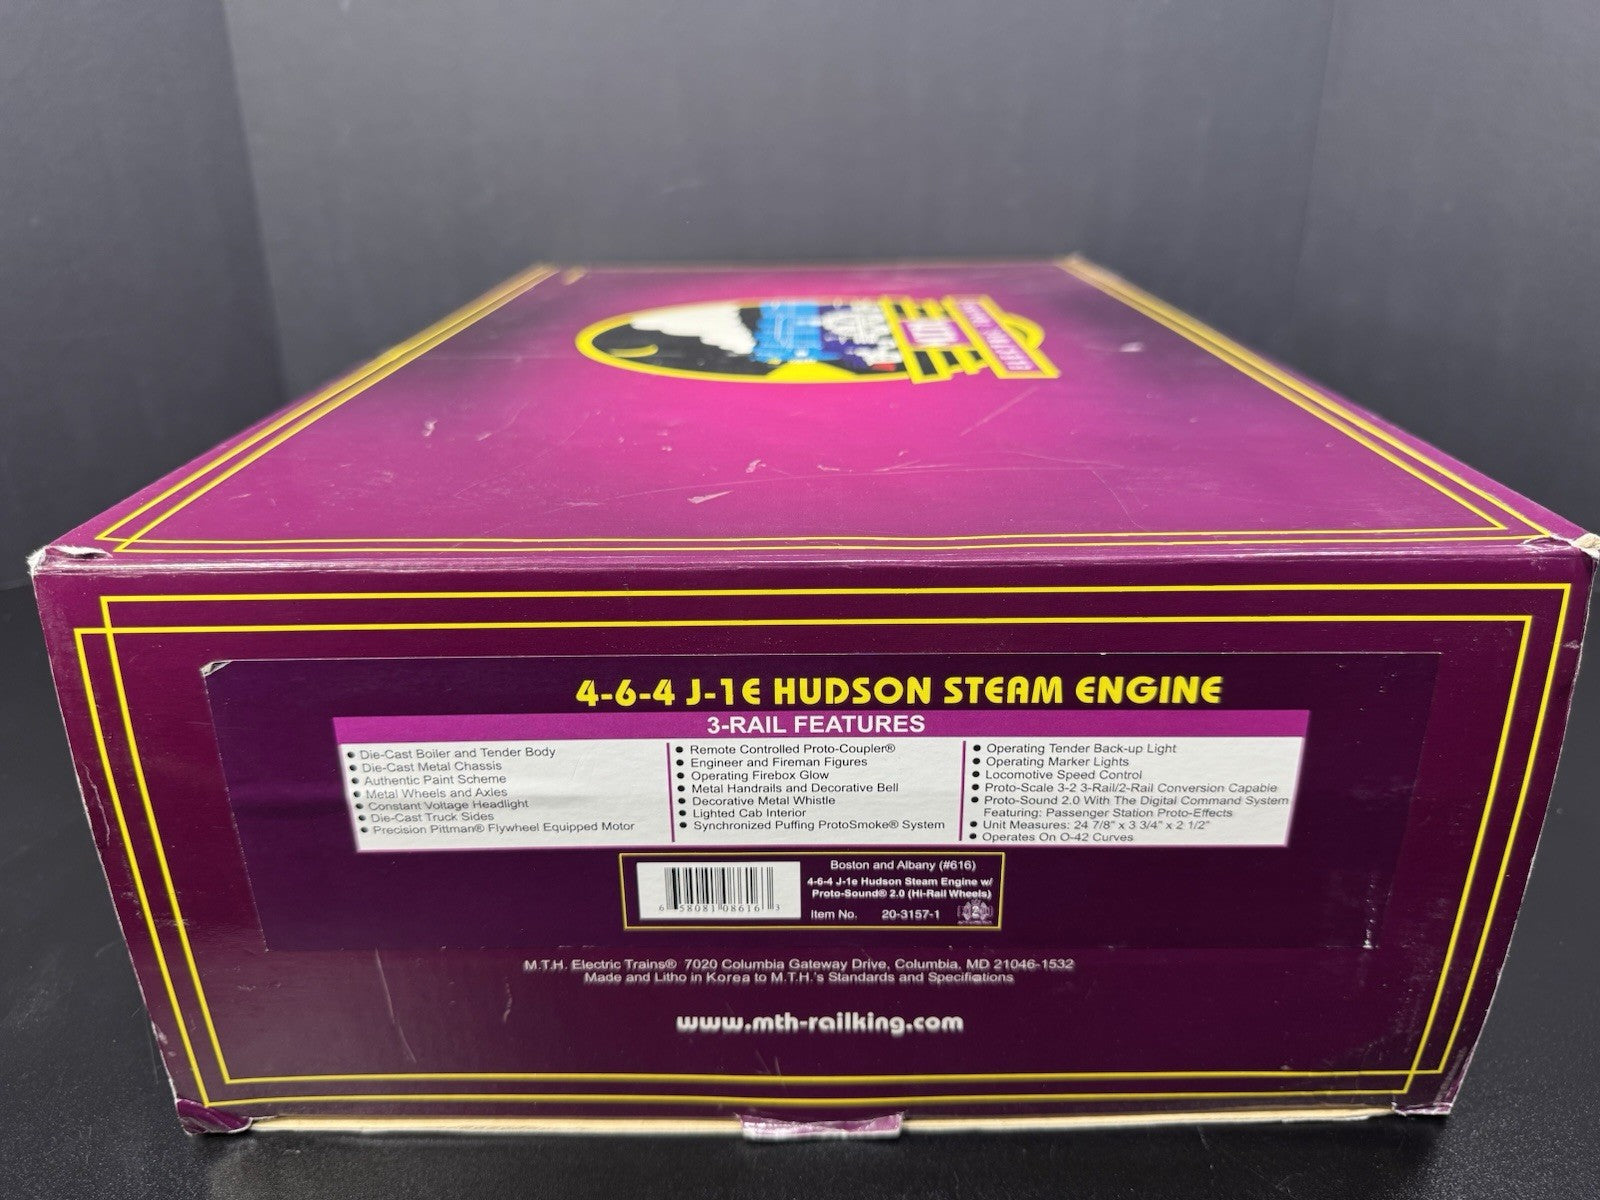 MTH
ELECTRIC TRAINS
4-6-4 J-1E HUDSON STEAM ENGINE
3-RAIL FEATURES
• Die-Cast Boiler and Tender Body
• Die-Cast Metal Chassis
• Authentic Paint Scheme
• Metal Wheels and Axles
• Constant Voltage Headlight
• Die-Cast Truck Sides
• Precision Pittman® Flywheel Equipped Motor
• Remote Controlled Proto-Coupler®
• Engineer and Fireman Figures
• Operating Firebox Glow
• Metal Handrails and Decorative Bell
• Decorative Metal Whistle
• Lighted Cab Interior
• Synchronized Puffing ProtoSmoke® System
• Operating Tender Back-up Light
• Operating Marker Lights
• Locomotive Speed Control
• Proto-Scale 3-2 3-Rail/2-Rail Conversion Capable
• Proto-Sound 2.0 With The Digital Command System
Featuring: Passenger Station Proto-Effects
• Unit Measures: 24 7/8" x 3 3/4" x 2 1/2"
• Operates On O-42 Curves
6 58081 08616 3
Boston and Albany (#616)
4-6-4 J-1e Hudson Steam Engine w/
Proto-Sound® 2.0 (Hi-Rail Wheels)
Item No. 20-3157-1
M.T.H. Electric Trains® 7020 Columbia Gateway Drive, Columbia, MD 21046-1532
Made and Litho in Korea to M.T.H.'s Standards and Specifications
www.mth-railking.com